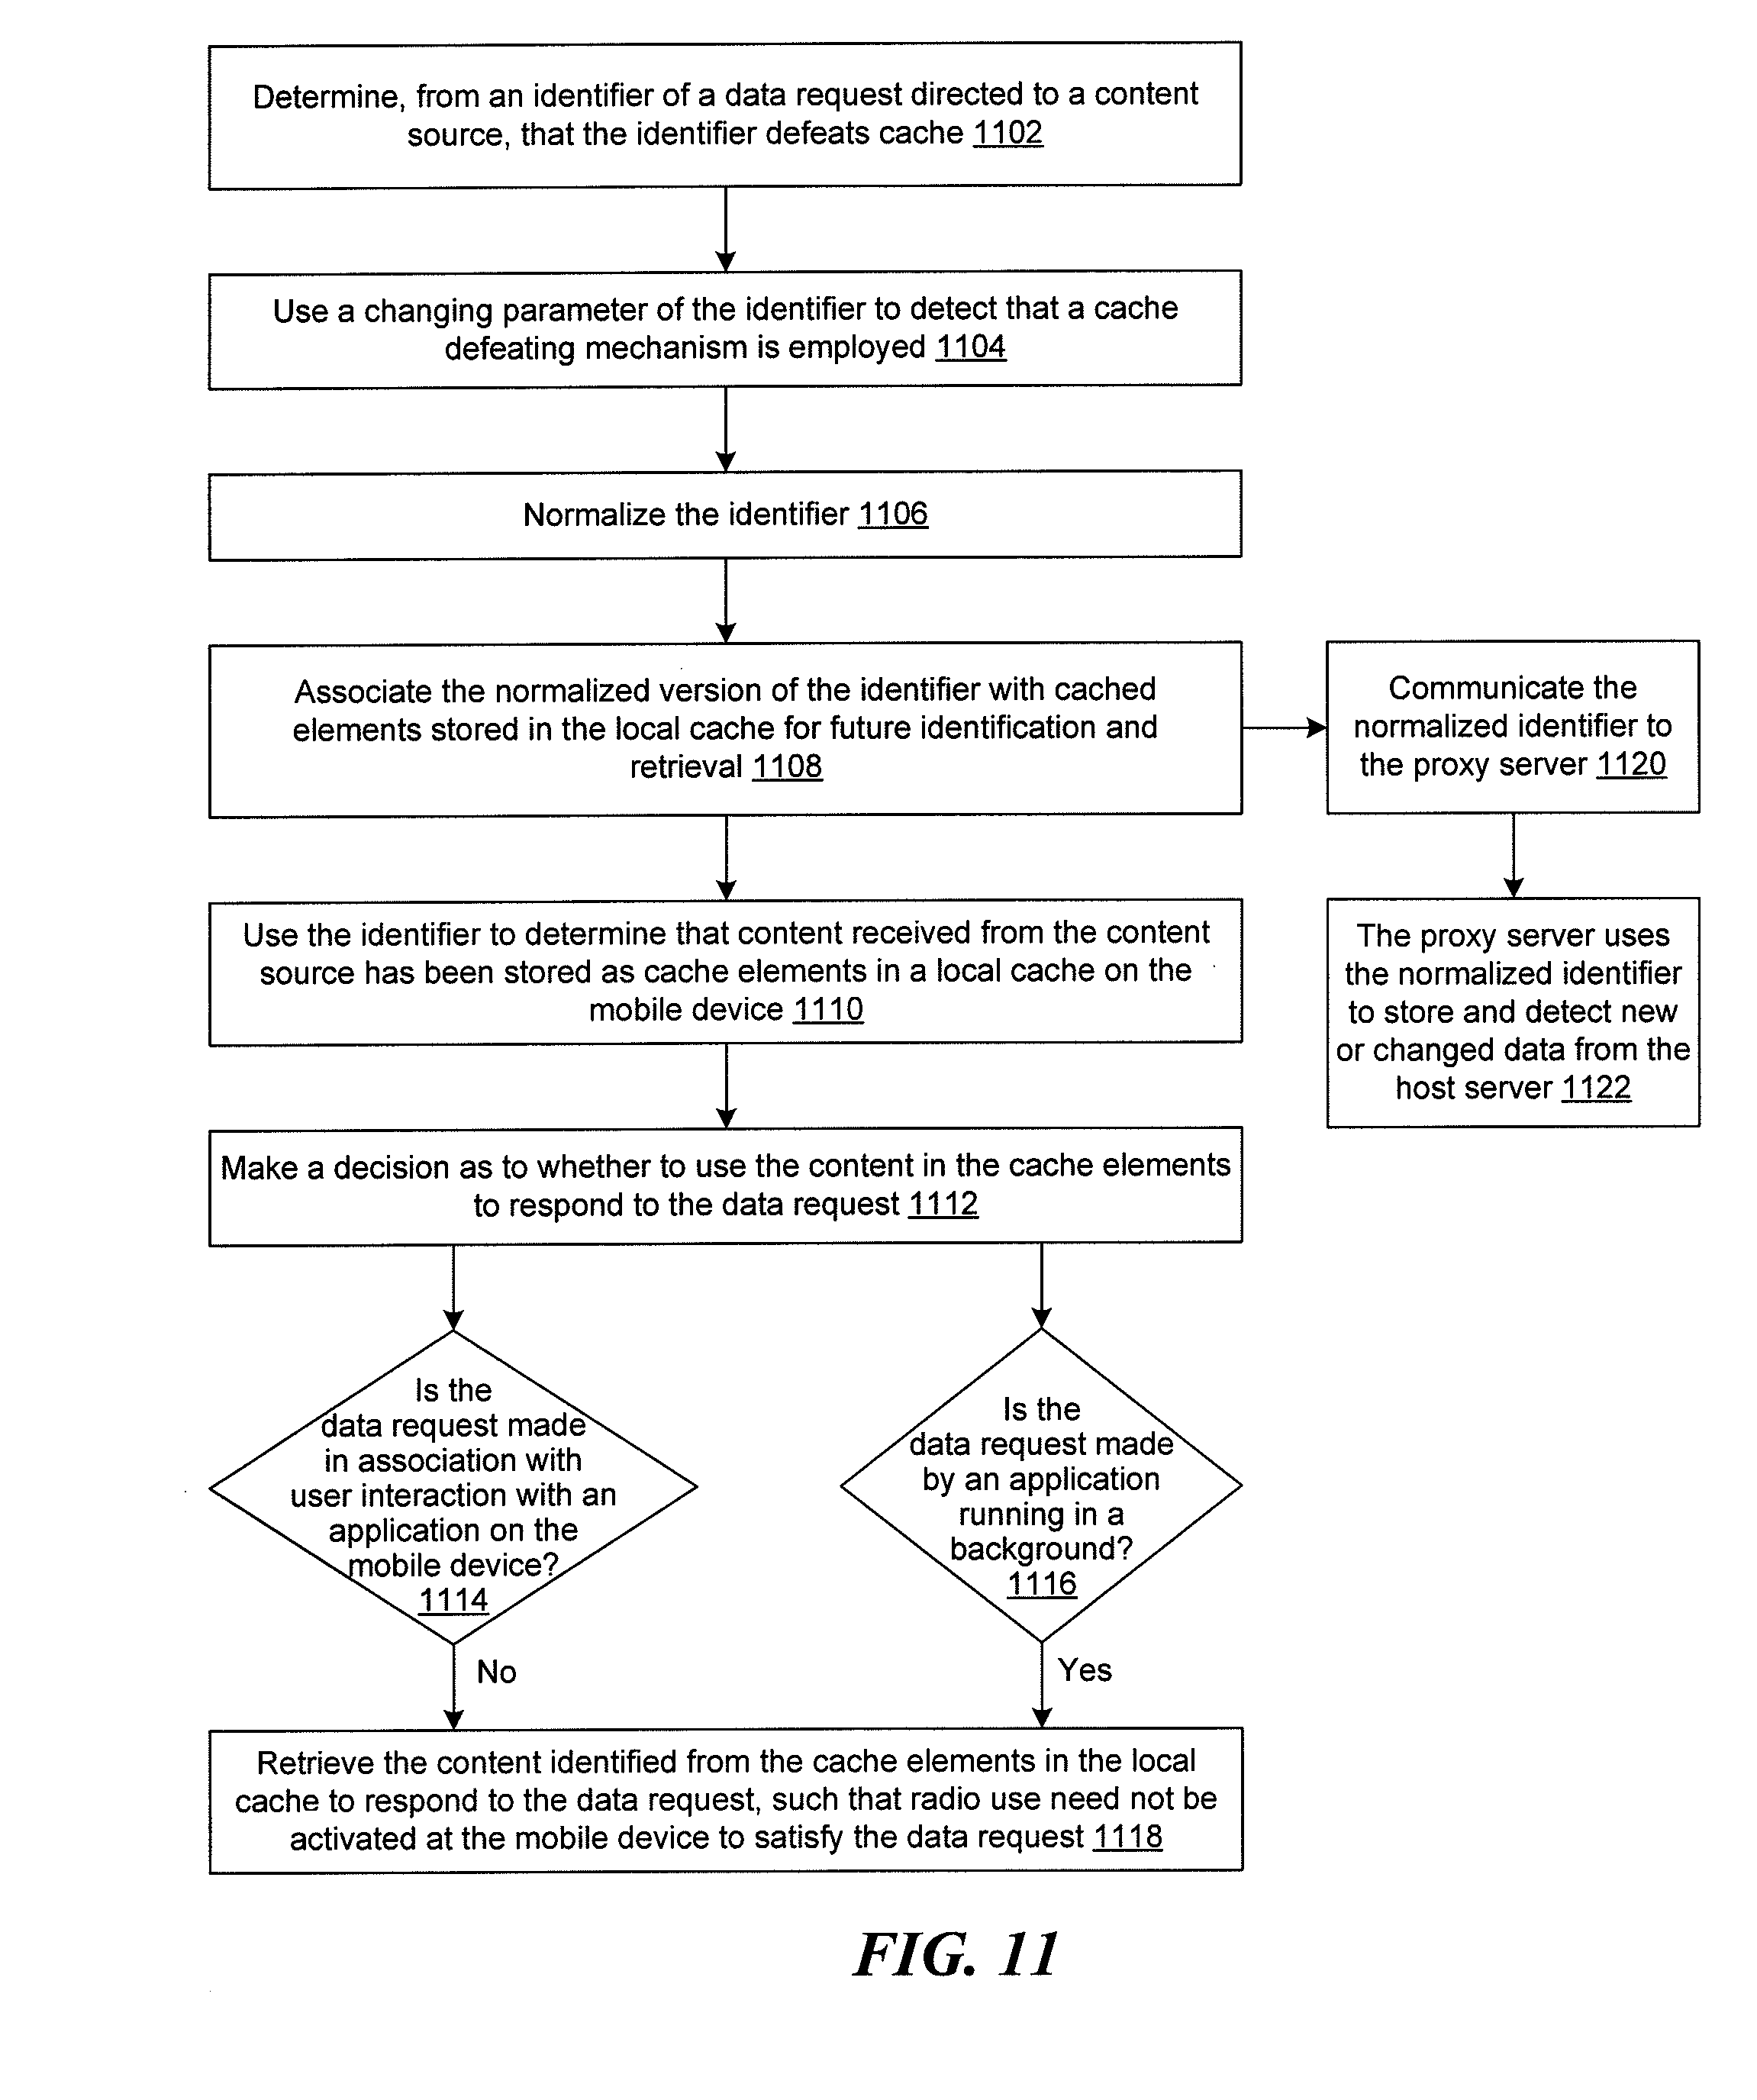 Determine, from an identifier of a data request directed to a content
source, that the identifier defeats cache 1102
Use a changing parameter of the identifier to detect that a cache
defeating mechanism is employed 1104
Normalize the identifier 1106
Associate the normalized version of the identifier with cached
elements stored in the local cache for future identification and
retrieval 1108
Communicate the
normalized identifier to
the proxy server 1120
Use the identifier to determine that content received from the content
source has been stored as cache elements in a local cache on the
mobile device 1110
The proxy server uses
the normalized identifier
to store and detect new
or changed data from the
host server 1122
Make a decision as to whether to use the content in the cache elements
to respond to the data request 1112
Is the
data request made
in association with
user interaction with an
application on the
mobile device?
1114
Is the
data request made
by an application
running in a
background?
1116
No
Yes
Retrieve the content identified from the cache elements in the local
cache to respond to the data request, such that radio use need not be
activated at the mobile device to satisfy the data request 1118
FIG. 11